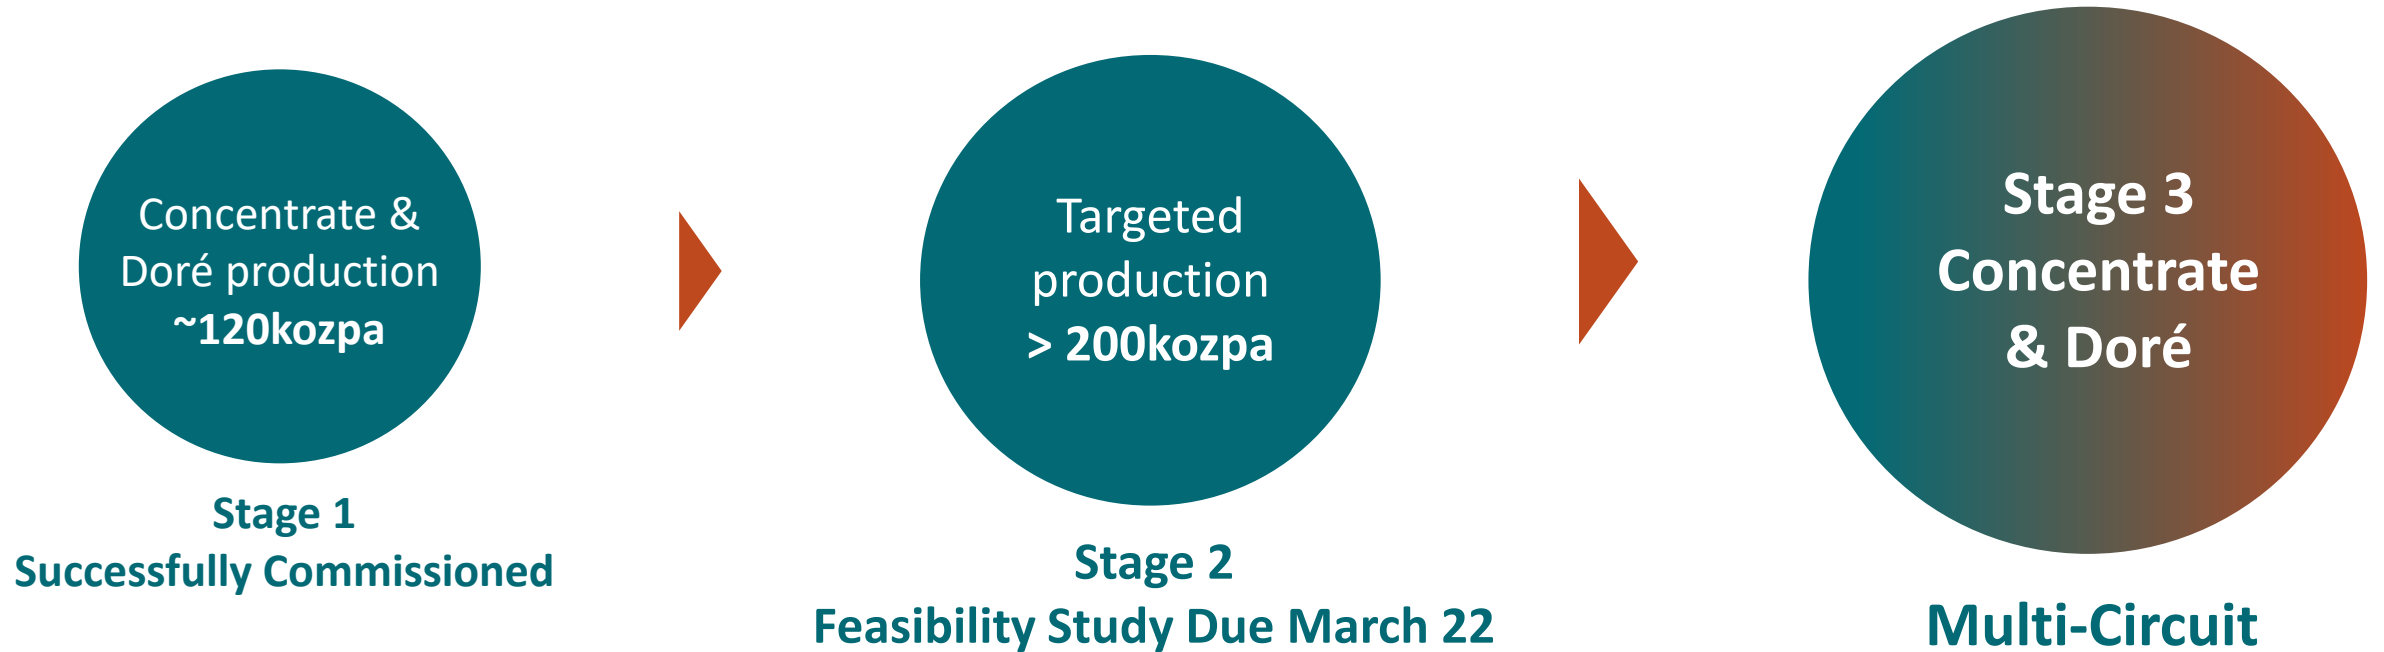 Concentrate &
Doré production
~120kozpa
Stage 1
Successfully Commissioned
Targeted
production
> 200kozpa
Stage 2
Feasibility Study Due March 22
Stage 3
Concentrate
& Doré
Multi-Circuit